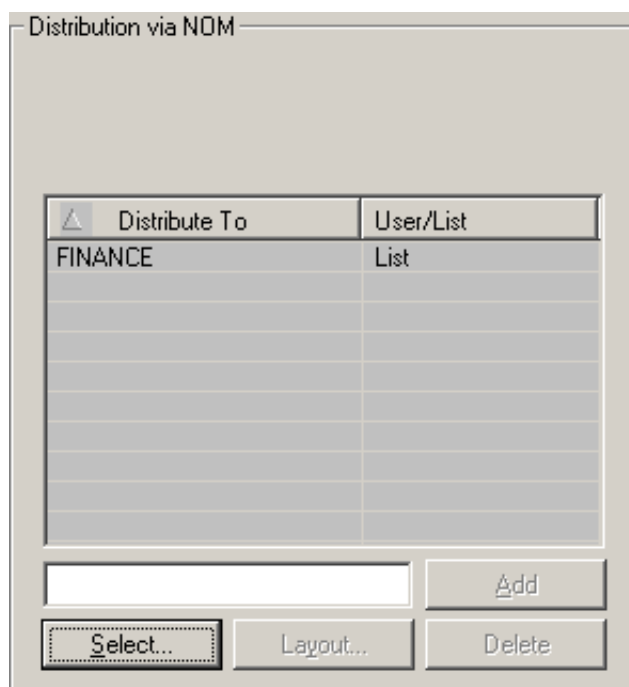 Distribution via NOM
Distribute To User/List
FINANCE List
Add
Select... Layout... Delete